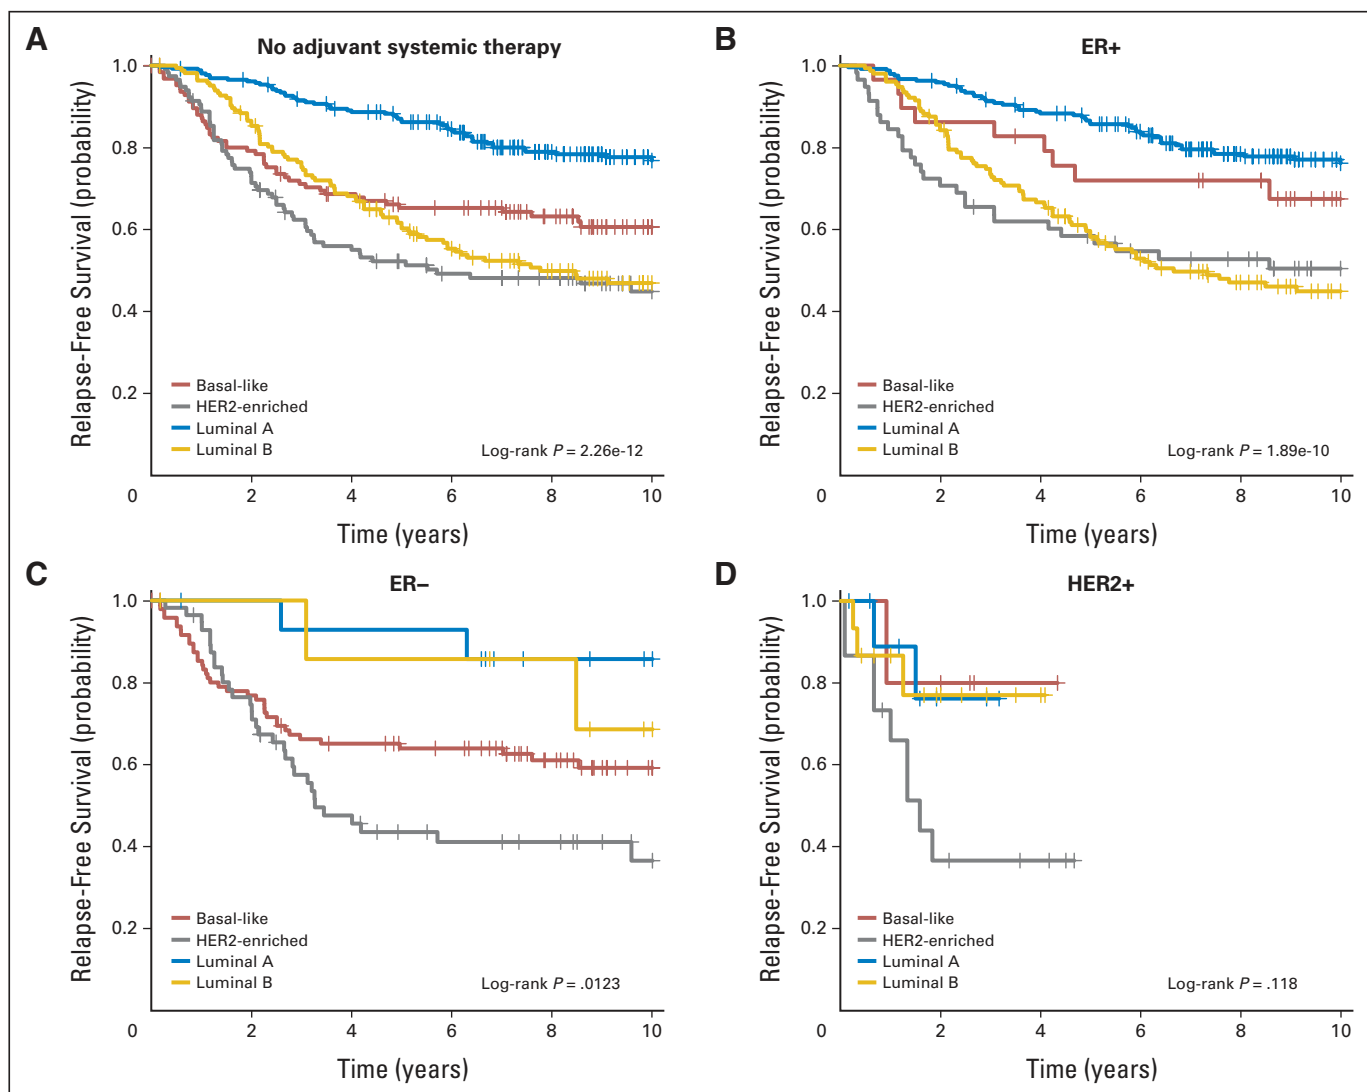 A
No adjuvant systemic therapy
Relapse-Free Survival (probability)
1.0
0.8
0.6
0.4
0.2
Basal-like
HER2-enriched
Luminal A
Luminal B
Log-rank P = 2.26e-12
0 2 4 6 8 10
Time (years)
B
ER+
Relapse-Free Survival (probability)
1.0
0.8
0.6
0.4
0.2
Basal-like
HER2-enriched
Luminal A
Luminal B
Log-rank P = 1.89e-10
0 2 4 6 8 10
Time (years)
C
ER−
Relapse-Free Survival (probability)
1.0
0.8
0.6
0.4
0.2
Basal-like
HER2-enriched
Luminal A
Luminal B
Log-rank P = .0123
0 2 4 6 8 10
Time (years)
D
HER2+
Relapse-Free Survival (probability)
1.0
0.8
0.6
0.4
0.2
Basal-like
HER2-enriched
Luminal A
Luminal B
Log-rank P = .118
0 2 4 6 8 10
Time (years)